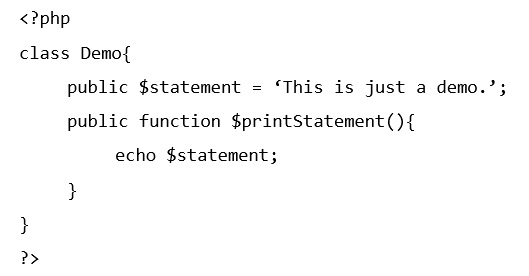 <?php
class Demo{
public $statement = ‘This is just a demo.’;
public function $printStatement(){
echo $statement;
}
}
?>